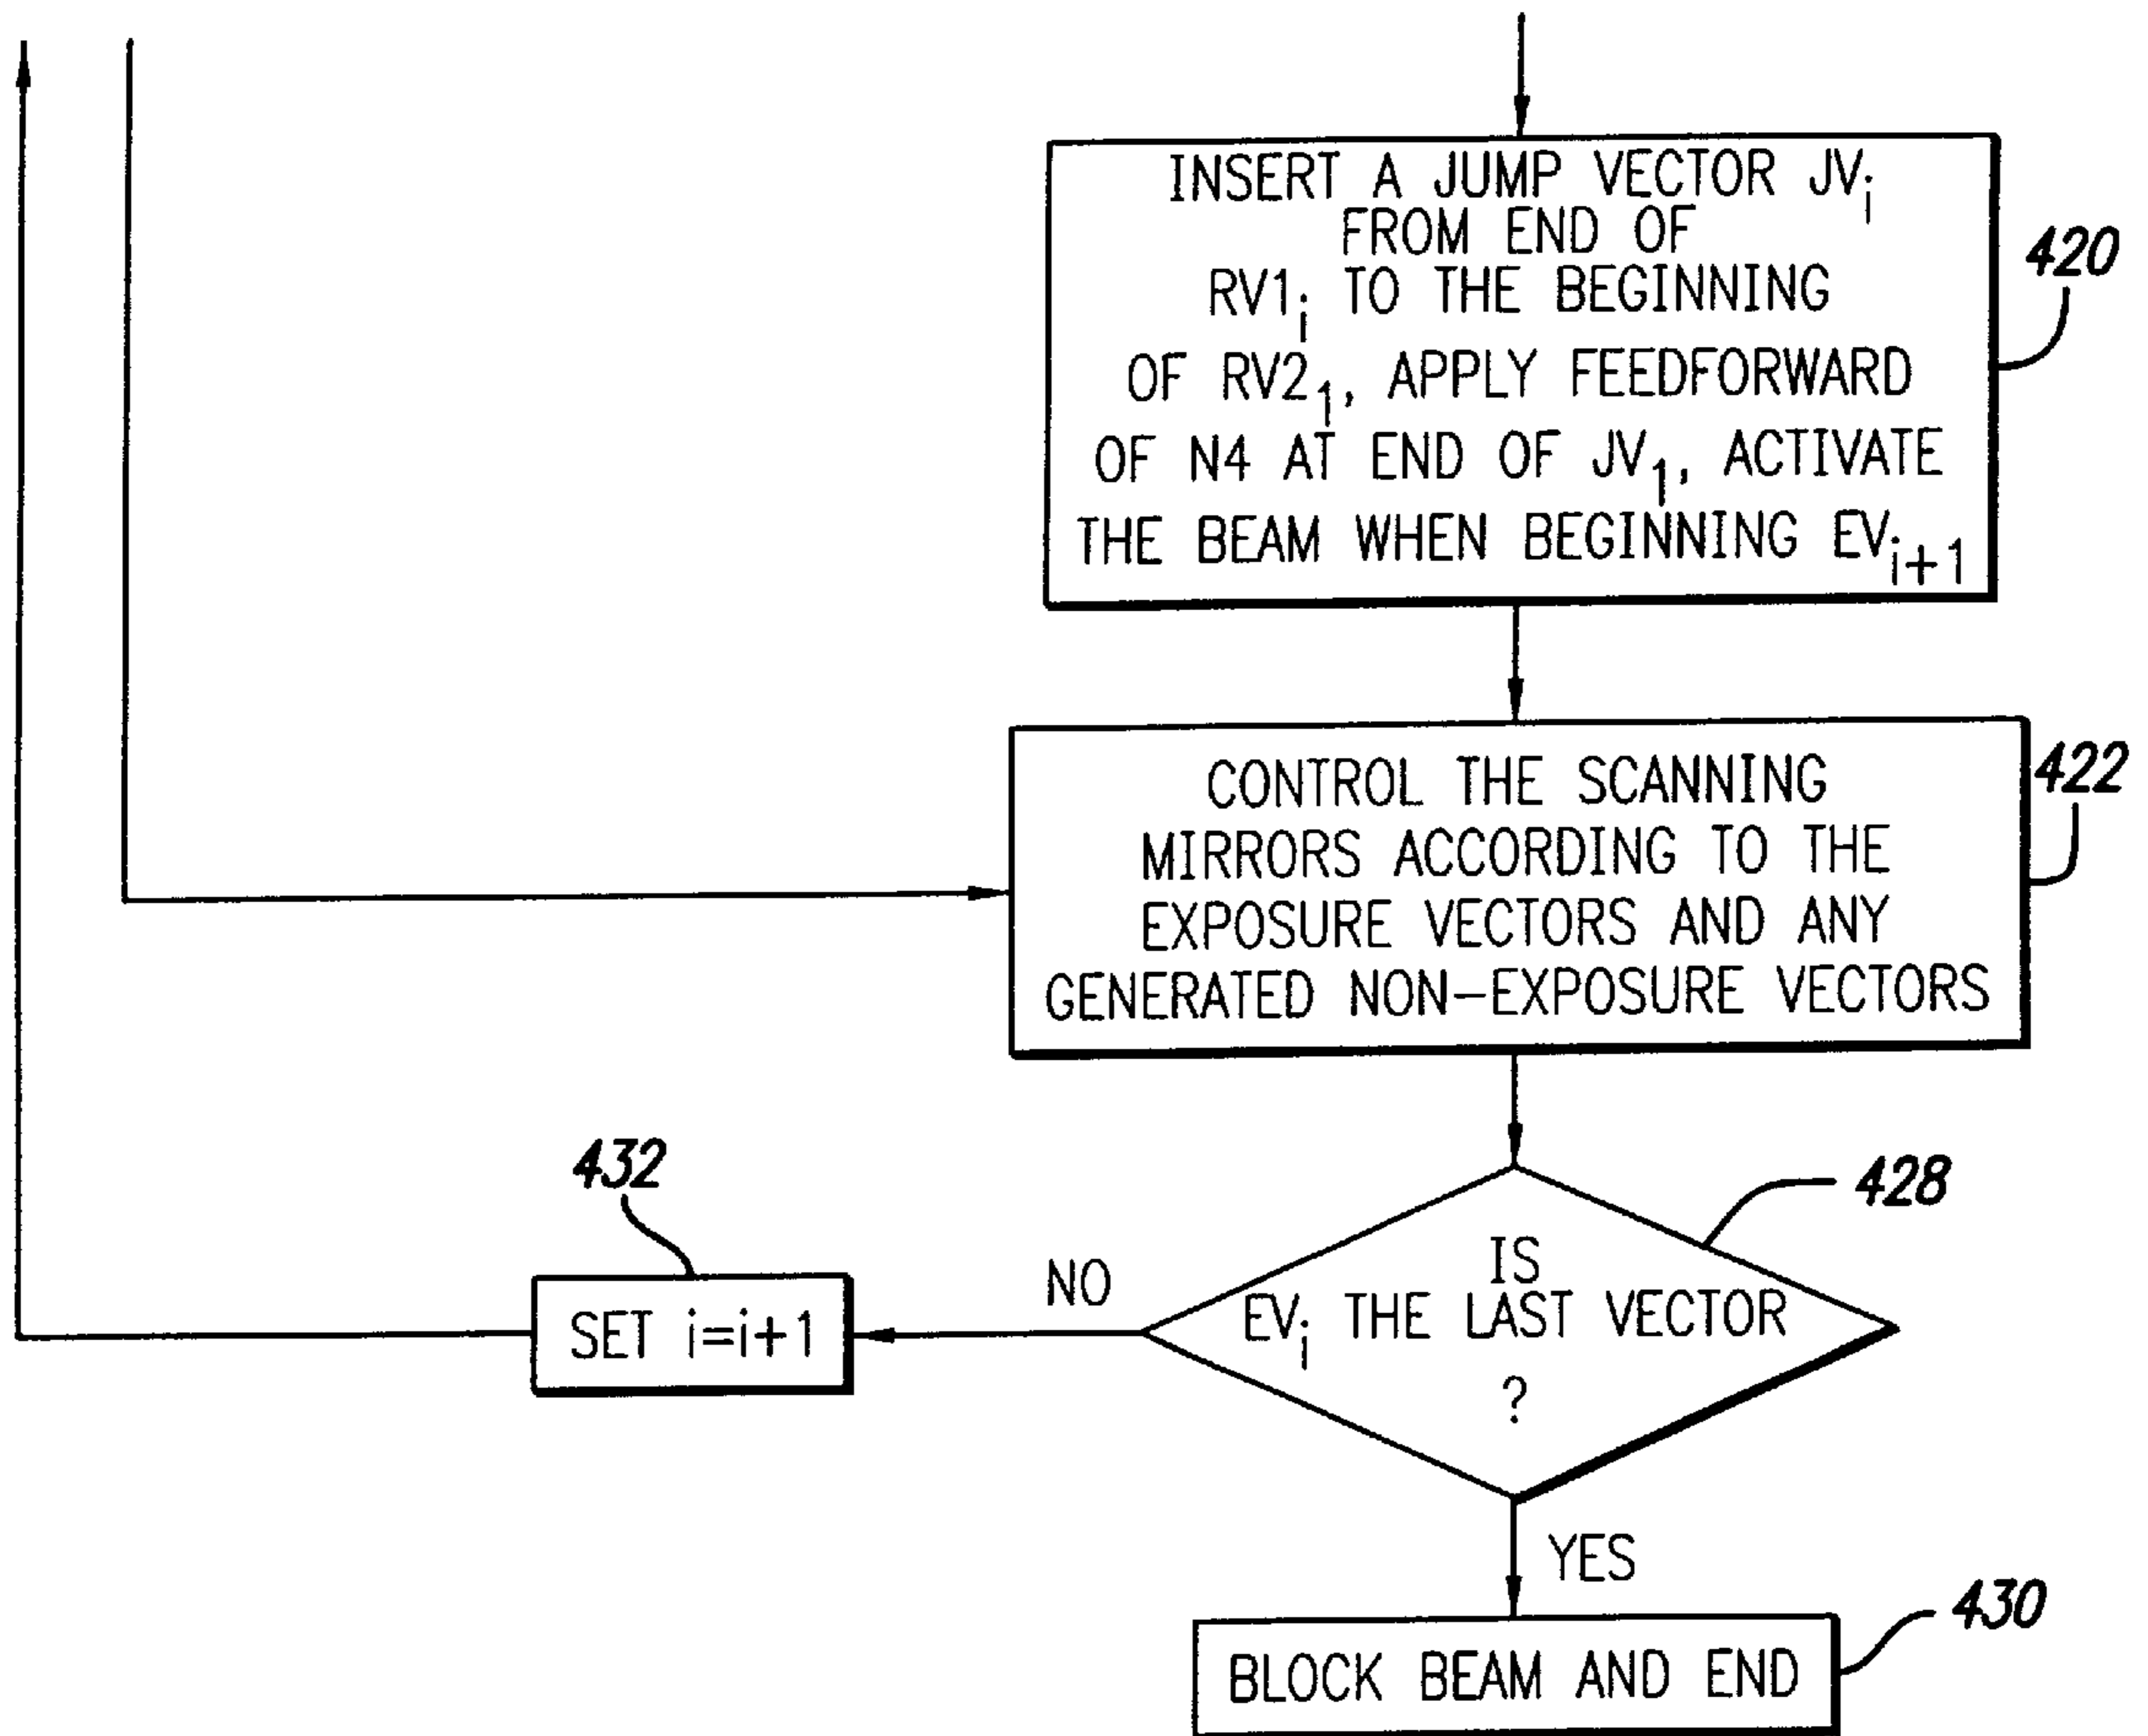 INSERT A JUMP VECTOR JVi
FROM END OF
RV1i TO THE BEGINNING
OF RV21, APPLY FEEDFORWARD
OF N4 AT END OF JV1, ACTIVATE
THE BEAM WHEN BEGINNING EVi+1
420
CONTROL THE SCANNING
MIRRORS ACCORDING TO THE
EXPOSURE VECTORS AND ANY
GENERATED NON-EXPOSURE VECTORS
422
IS
EVi THE LAST VECTOR
?
428
NO
432
SET i=i+1
YES
BLOCK BEAM AND END
430